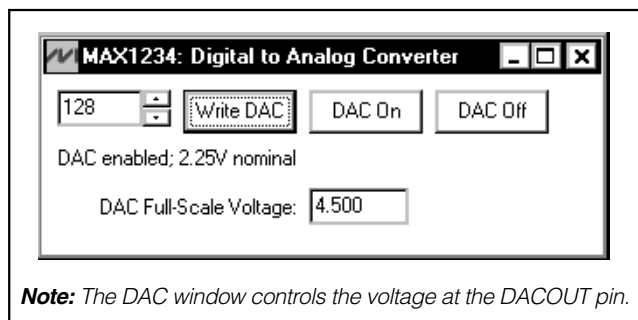 MAX1234: Digital to Analog Converter
128 Write DAC DAC On DAC Off
DAC enabled; 2.25V nominal
DAC Full-Scale Voltage: 4.500
Note: The DAC window controls the voltage at the DACOUT pin.